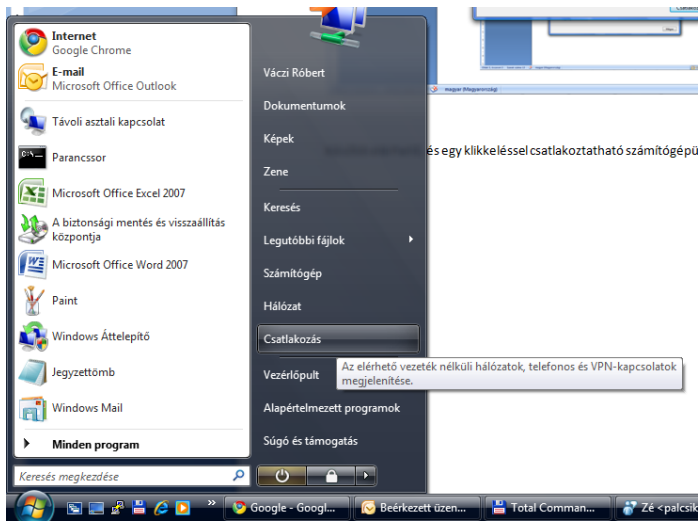 Csatlako
magyar (Magyarország)
és egy klikkeléssel csatlakoztatható számítógépü
Internet
Google Chrome
E-mail
Microsoft Office Outlook
Távoli asztali kapcsolat
Parancssor
Microsoft Office Excel 2007
A biztonsági mentés és visszaállítás
központja
Microsoft Office Word 2007
Paint
Windows Áttelepítő
Jegyzettömb
Windows Mail
Minden program
Keresés megkezdése
Váczi Róbert
Dokumentumok
Képek
Zene
Keresés
Legutóbbi fájlok
Számítógép
Hálózat
Csatlakozás
Az elérhető vezeték nélküli hálózatok, telefonos és VPN-kapcsolatok
megjelenítése.
Vezérlőpult
Alapértelmezett programok
Súgó és támogatás
Google - Googl...
Beérkezett üzen...
Total Comman...
Zé <palcsik